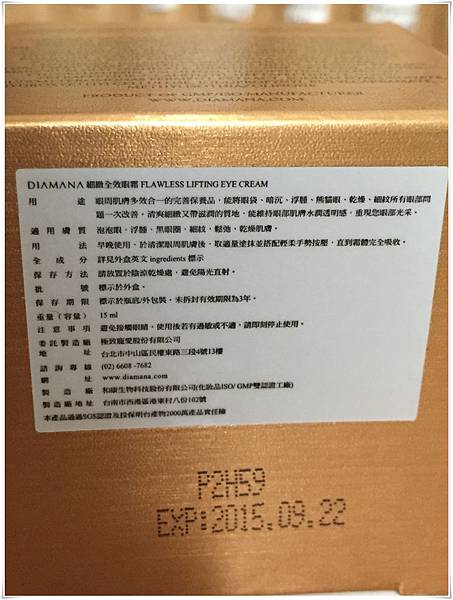 PRODUCT OF GMP/ISO MANUFACTURER
WWW.DIAMANA.COM
DIAMANA 細緻全效眼霜 FLAWLESS LIFTING EYE CREAM
用途 眼周肌膚多效合一的完善保養品，能將眼袋、暗沉、浮腫、熊貓眼、乾燥、細紋所有眼部問
題一次改善。清爽細緻又帶滋潤的質地，能維持眼部肌膚水潤透明感，重現您眼部光采。
適用膚質 泡泡眼、浮腫、黑眼圈、細紋、鬆弛、乾燥肌膚。
用法 早晚使用，於清潔眼周肌膚後，取適量塗抹並搭配輕柔手勢按壓，直到霜體完全吸收。
全成分 詳見外盒英文 ingredients 標示
保存方法 請放置於陰涼乾燥處，避免陽光直射。
批號 標示於外盒。
保存期限 標示於瓶底/外包裝。未拆封有效期限為3年。
重量(容量) 15 ml
注意事項 避免接觸眼睛，使用後若有過敏或不適，請即刻停止使用。
委託製造廠 極致寵愛股份有限公司
地址 台北市中山區民權東路三段4號13樓
諮詢專線 (02) 6608 -7682
網址 www.diamana.com
製造廠 和康生物科技股份有限公司(化妝品ISO/ GMP雙認證工廠)
製造廠地址 台南市西港區港東村八份102號
本產品通過SGS認證及投保明台產物2000萬產品責任險
P2H59
EXP:2015.09.22